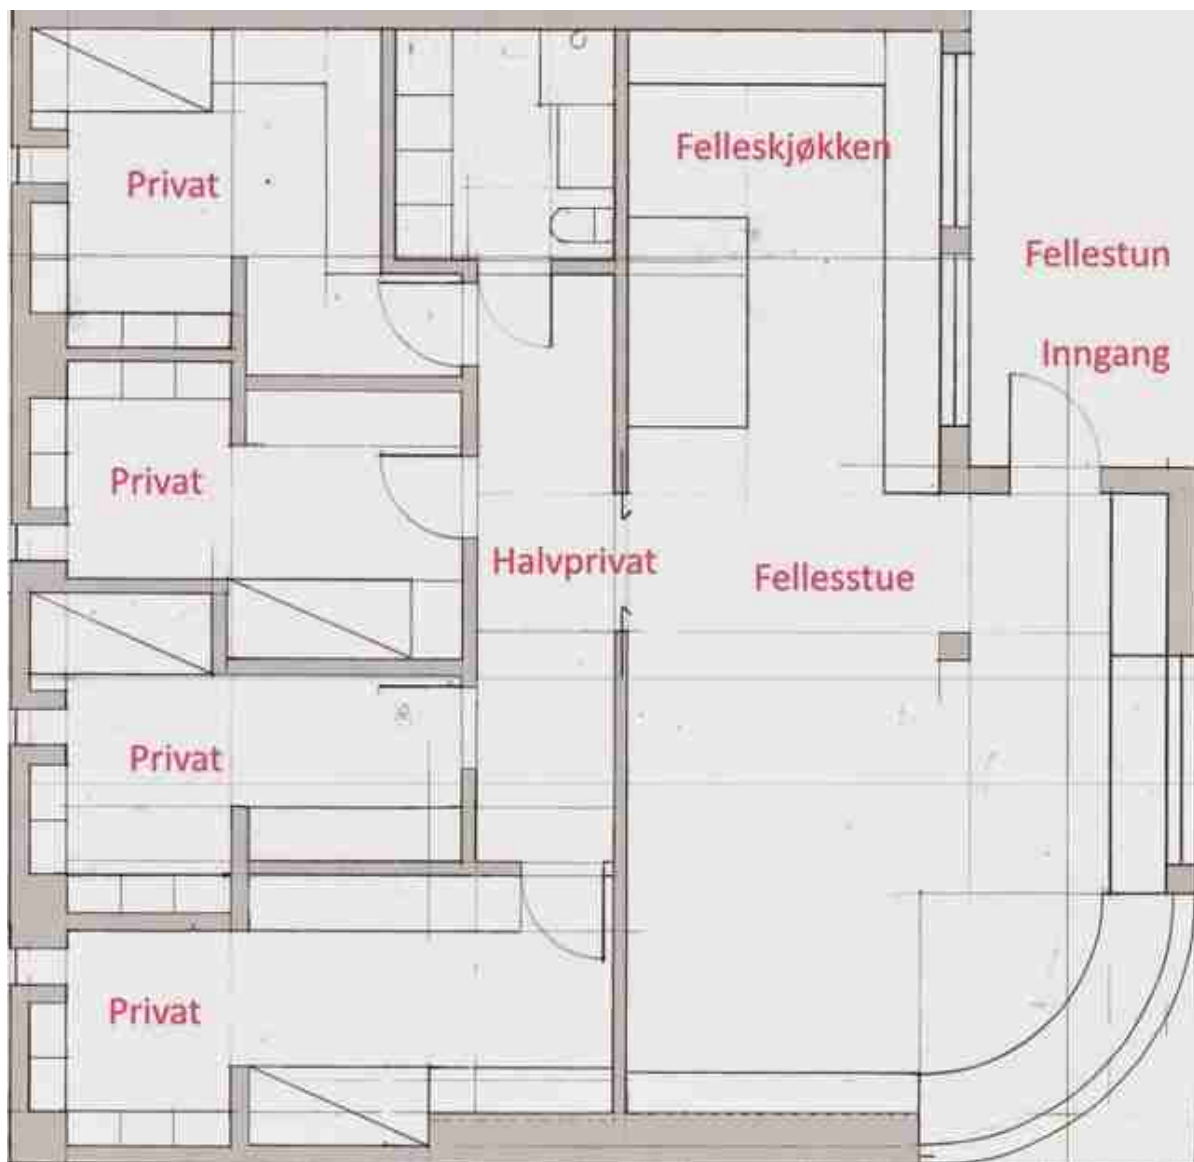 Felleskjøkken
Privat
Fellestun
Inngang
Privat
Halvprivat
Fellesstue
Privat
Privat